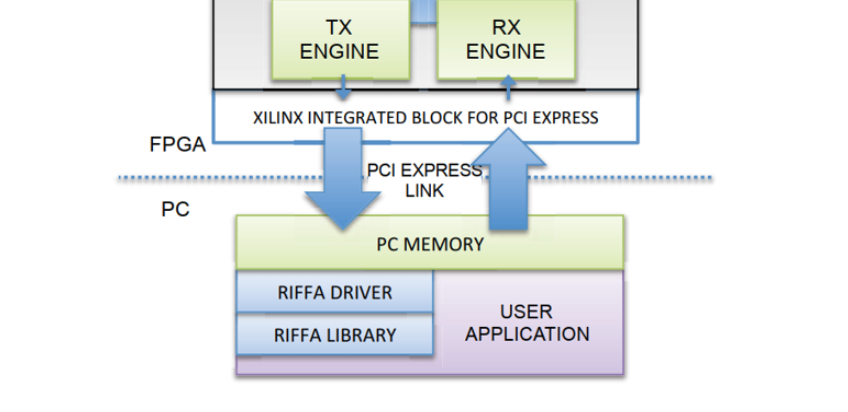 TX
ENGINE
RX
ENGINE
XILINX INTEGRATED BLOCK FOR PCI EXPRESS
FPGA
PCI EXPRESS
LINK
PC
PC MEMORY
RIFFA DRIVER
RIFFA LIBRARY
USER
APPLICATION